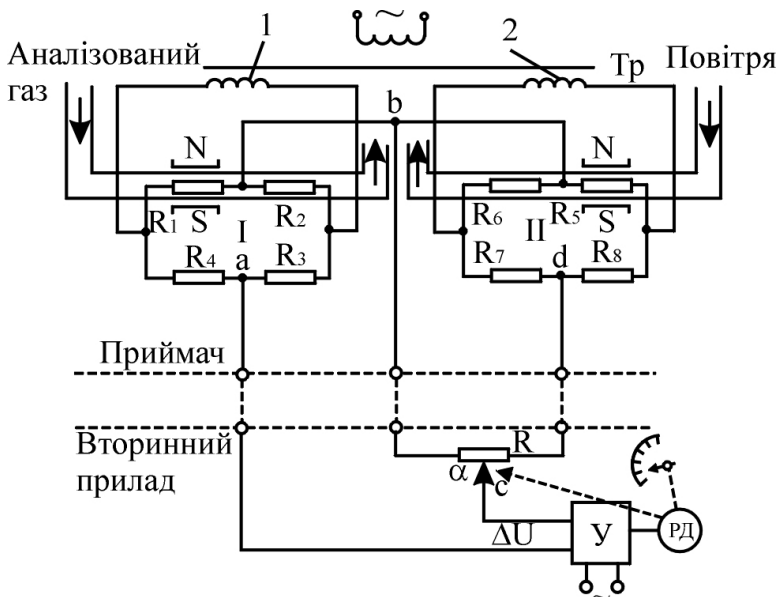 ~
1
2
Аналізований
газ
Тр
Повітря
b
N
N
R1
S
I
R2
R6
II
R5
S
R4
a
R3
R7
d
R8
Приймач
Вторинний
прилад
R
α
c
ΔU
У
РД
~